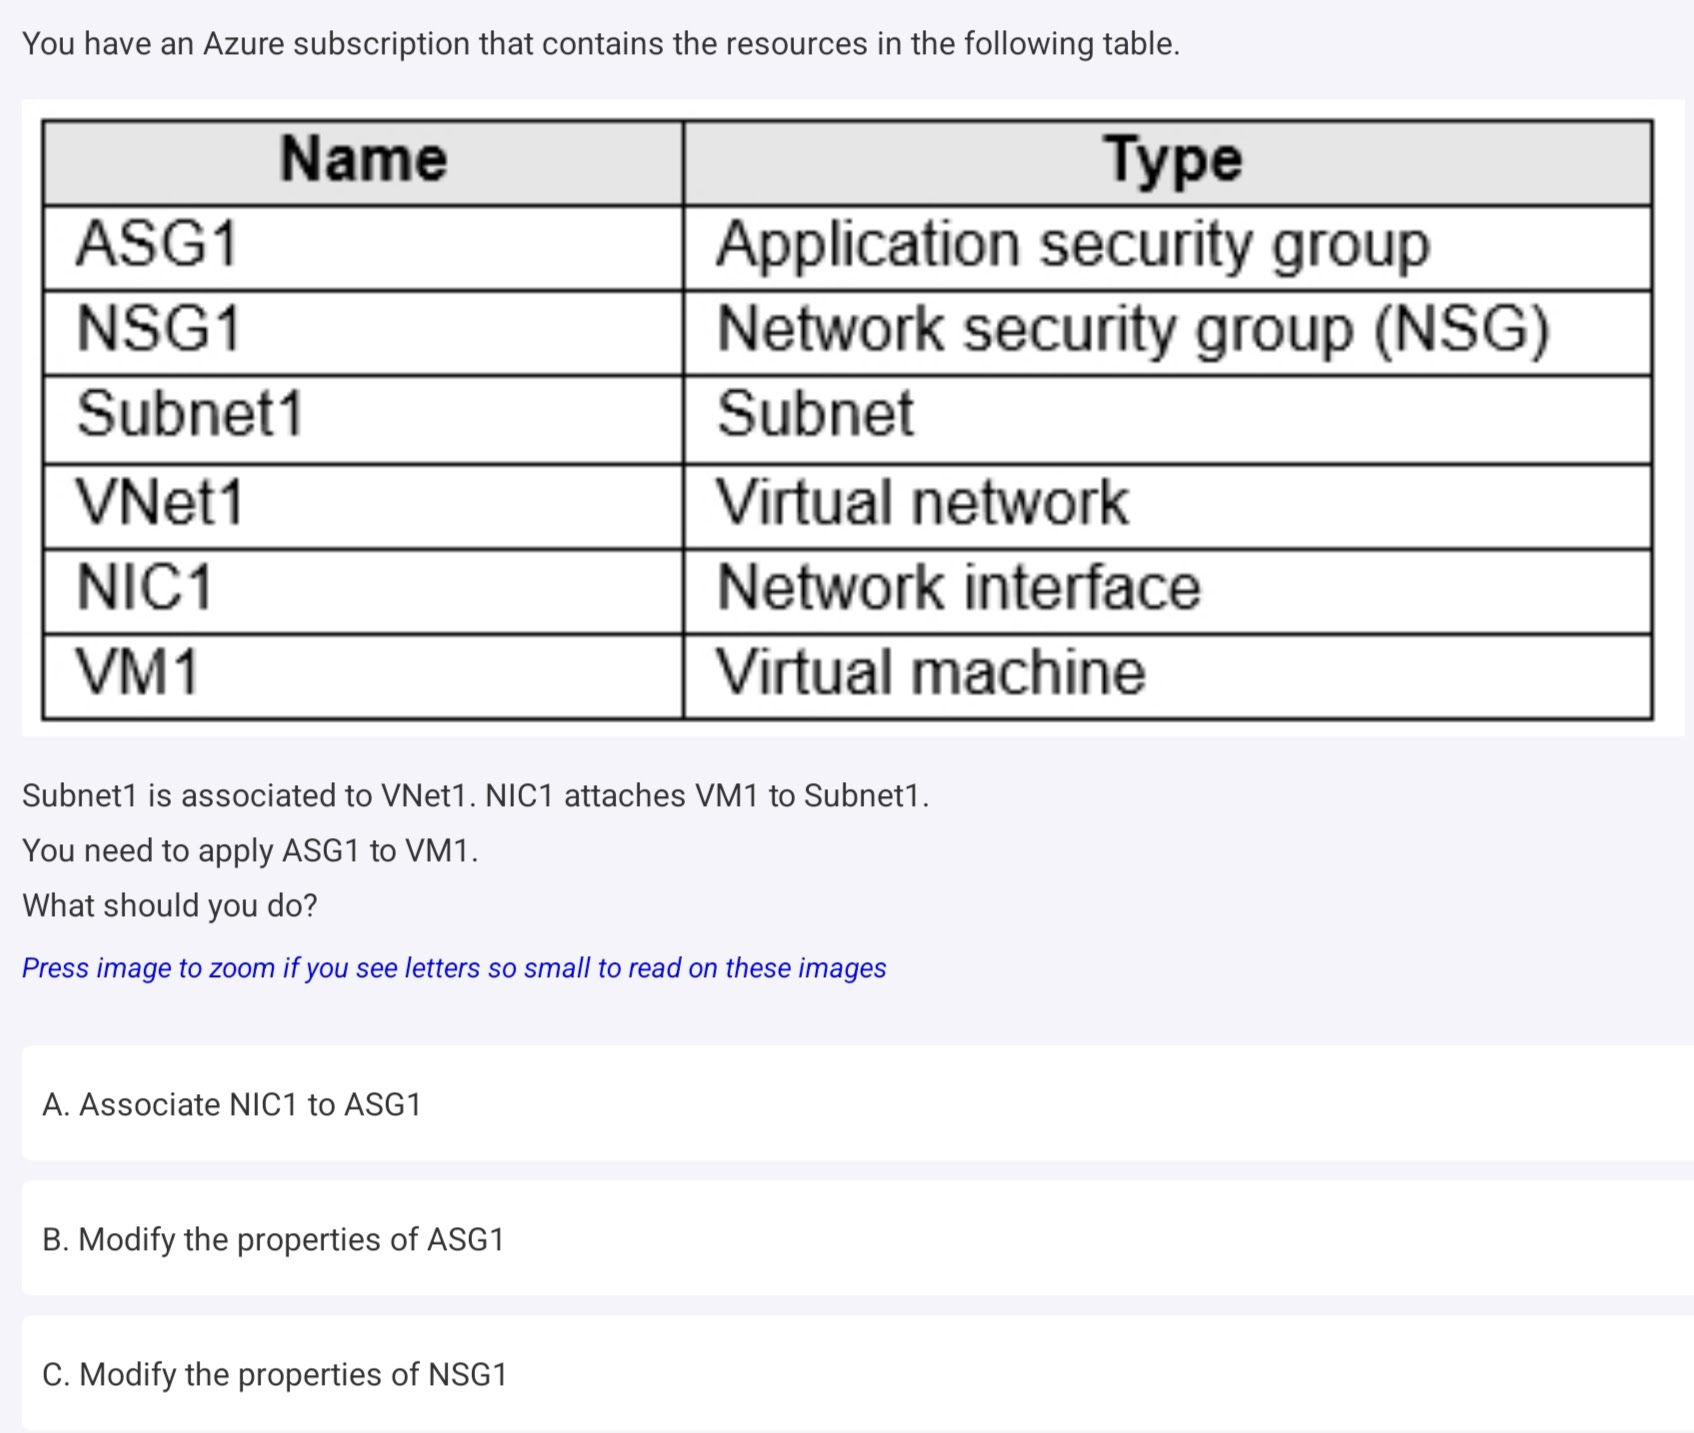 You have an Azure subscription that contains the resources in the following table.
Name Type
ASG1 Application security group
NSG1 Network security group (NSG)
Subnet1 Subnet
VNet1 Virtual network
NIC1 Network interface
VM1 Virtual machine
Subnet1 is associated to VNet1. NIC1 attaches VM1 to Subnet1.
You need to apply ASG1 to VM1.
What should you do?
Press image to zoom if you see letters so small to read on these images
A. Associate NIC1 to ASG1
B. Modify the properties of ASG1
C. Modify the properties of NSG1